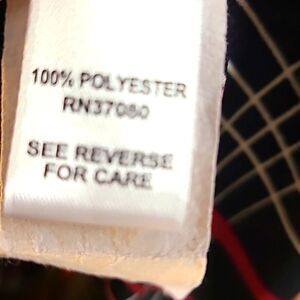 100% POLYESTER
RN37080
SEE REVERSE
FOR CARE